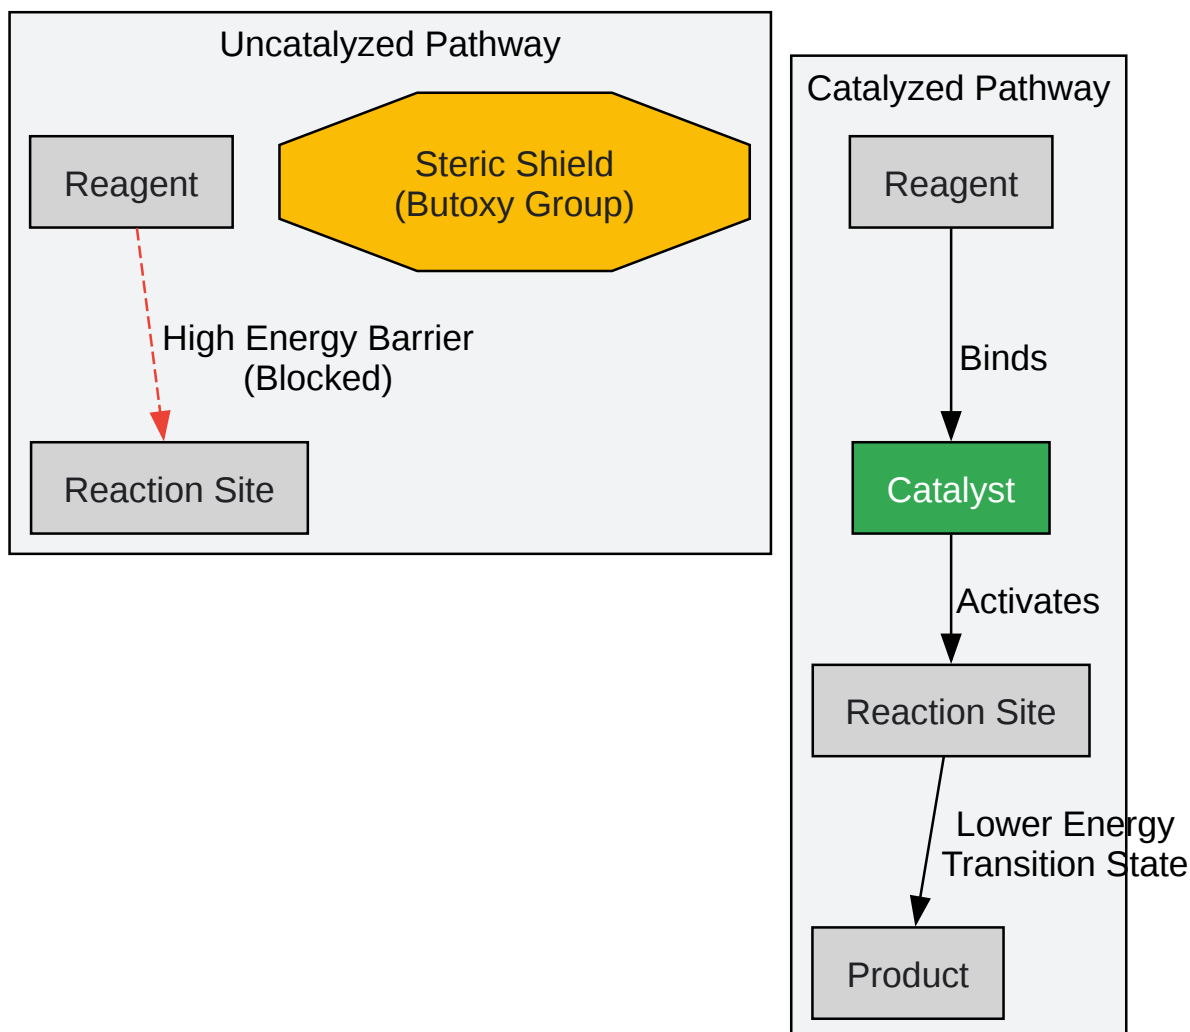 Uncatalyzed Pathway
Reagent
Steric Shield
(Butoxy Group)
High Energy Barrier
(Blocked)
Reaction Site
Catalyzed Pathway
Reagent
Binds
Catalyst
Activates
Reaction Site
Lower Energy
Transition State
Product